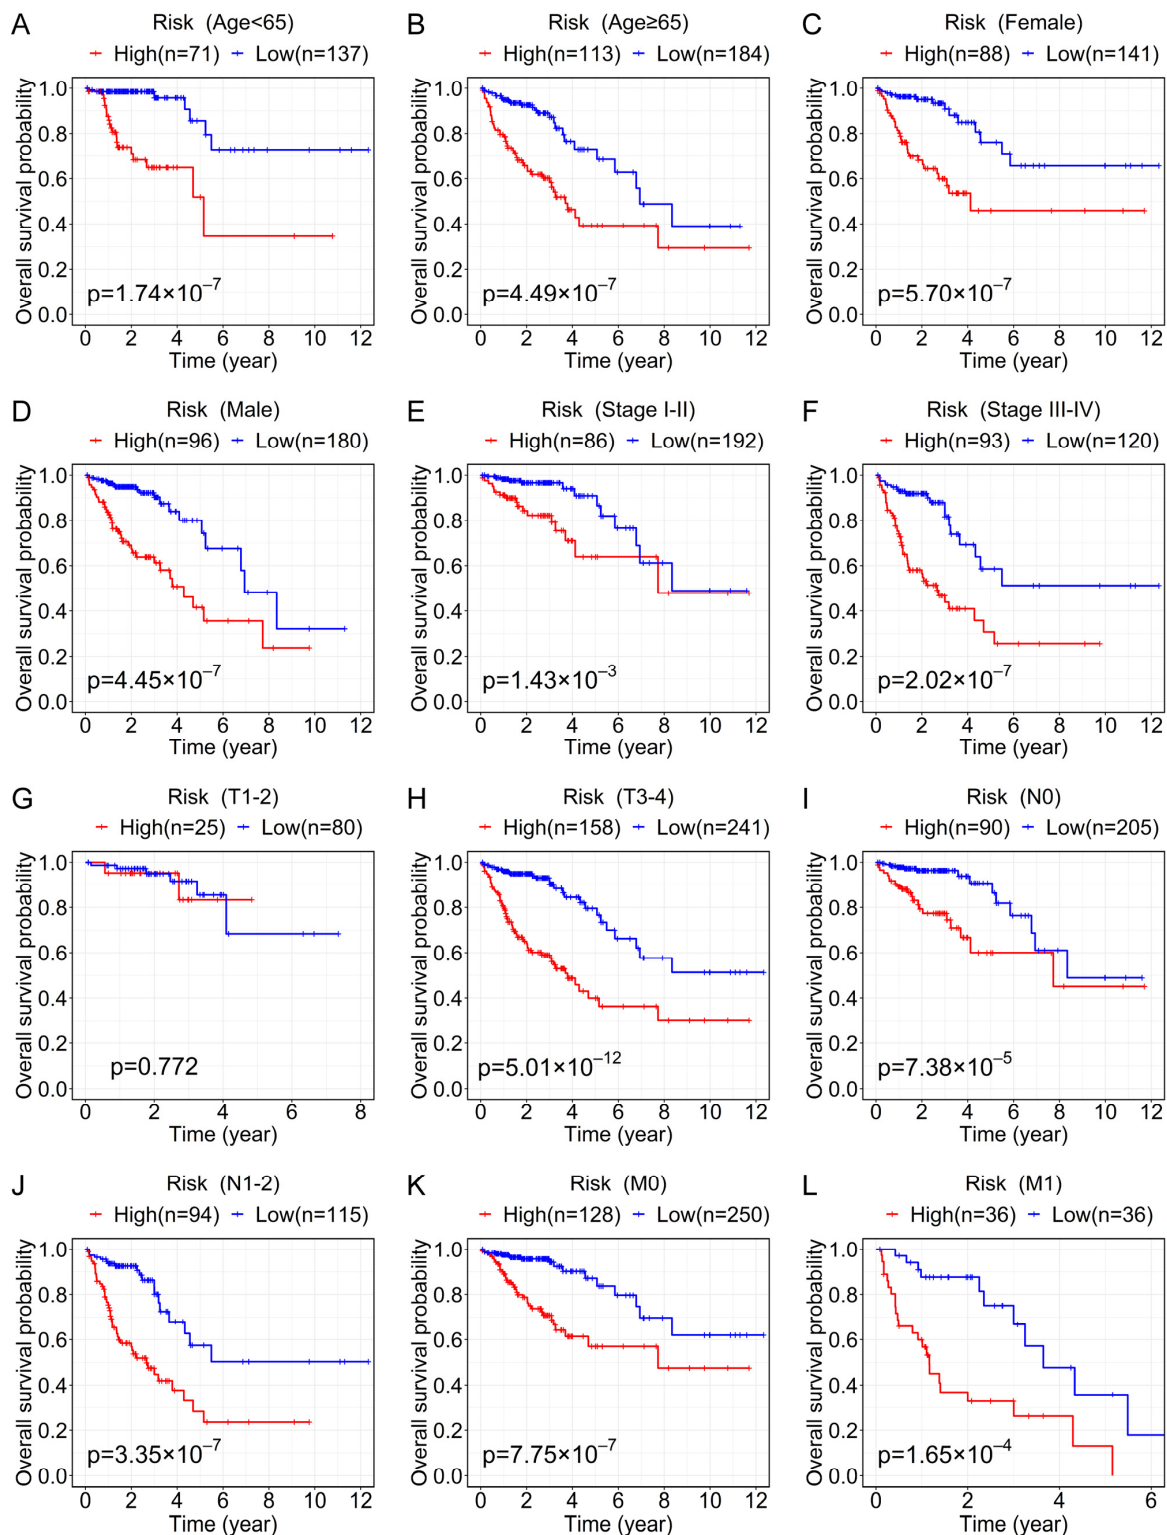 A Risk (Age<65)
High(n=71) Low(n=137)
Overall survival probability
1.0
0.8
0.6
0.4
0.2
0.0
p=1.74×10⁻⁷
0 2 4 6 8 10 12
Time (year)
B Risk (Age≥65)
High(n=113) Low(n=184)
Overall survival probability
1.0
0.8
0.6
0.4
0.2
0.0
p=4.49×10⁻⁷
0 2 4 6 8 10 12
Time (year)
C Risk (Female)
High(n=88) Low(n=141)
Overall survival probability
1.0
0.8
0.6
0.4
0.2
0.0
p=5.70×10⁻⁷
0 2 4 6 8 10 12
Time (year)
D Risk (Male)
High(n=96) Low(n=180)
Overall survival probability
1.0
0.8
0.6
0.4
0.2
0.0
p=4.45×10⁻⁷
0 2 4 6 8 10 12
Time (year)
E Risk (Stage I-II)
High(n=86) Low(n=192)
Overall survival probability
1.0
0.8
0.6
0.4
0.2
0.0
p=1.43×10⁻³
0 2 4 6 8 10 12
Time (year)
F Risk (Stage III-IV)
High(n=93) Low(n=120)
Overall survival probability
1.0
0.8
0.6
0.4
0.2
0.0
p=2.02×10⁻⁷
0 2 4 6 8 10 12
Time (year)
G Risk (T1-2)
High(n=25) Low(n=80)
Overall survival probability
1.0
0.8
0.6
0.4
0.2
0.0
p=0.772
0 2 4 6 8
Time (year)
H Risk (T3-4)
High(n=158) Low(n=241)
Overall survival probability
1.0
0.8
0.6
0.4
0.2
0.0
p=5.01×10⁻¹²
0 2 4 6 8 10 12
Time (year)
I Risk (N0)
High(n=90) Low(n=205)
Overall survival probability
1.0
0.8
0.6
0.4
0.2
0.0
p=7.38×10⁻⁵
0 2 4 6 8 10 12
Time (year)
J Risk (N1-2)
High(n=94) Low(n=115)
Overall survival probability
1.0
0.8
0.6
0.4
0.2
0.0
p=3.35×10⁻⁷
0 2 4 6 8 10 12
Time (year)
K Risk (M0)
High(n=128) Low(n=250)
Overall survival probability
1.0
0.8
0.6
0.4
0.2
0.0
p=7.75×10⁻⁷
0 2 4 6 8 10 12
Time (year)
L Risk (M1)
High(n=36) Low(n=36)
Overall survival probability
1.0
0.8
0.6
0.4
0.2
0.0
p=1.65×10⁻⁴
0 2 4 6
Time (year)